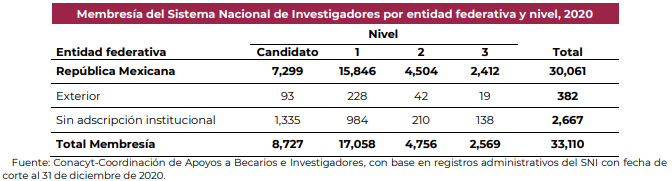 Membresía del Sistema Nacional de Investigadores por entidad federativa y nivel, 2020
Nivel
Entidad federativa Candidato 1 2 3 Total
República Mexicana 7,299 15,846 4,504 2,412 30,061
Exterior 93 228 42 19 382
Sin adscripción institucional 1,335 984 210 138 2,667
Total Membresía 8,727 17,058 4,756 2,569 33,110
Fuente: Conacyt-Coordinación de Apoyos a Becarios e Investigadores, con base en registros administrativos del SNI con fecha de
corte al 31 de diciembre de 2020.